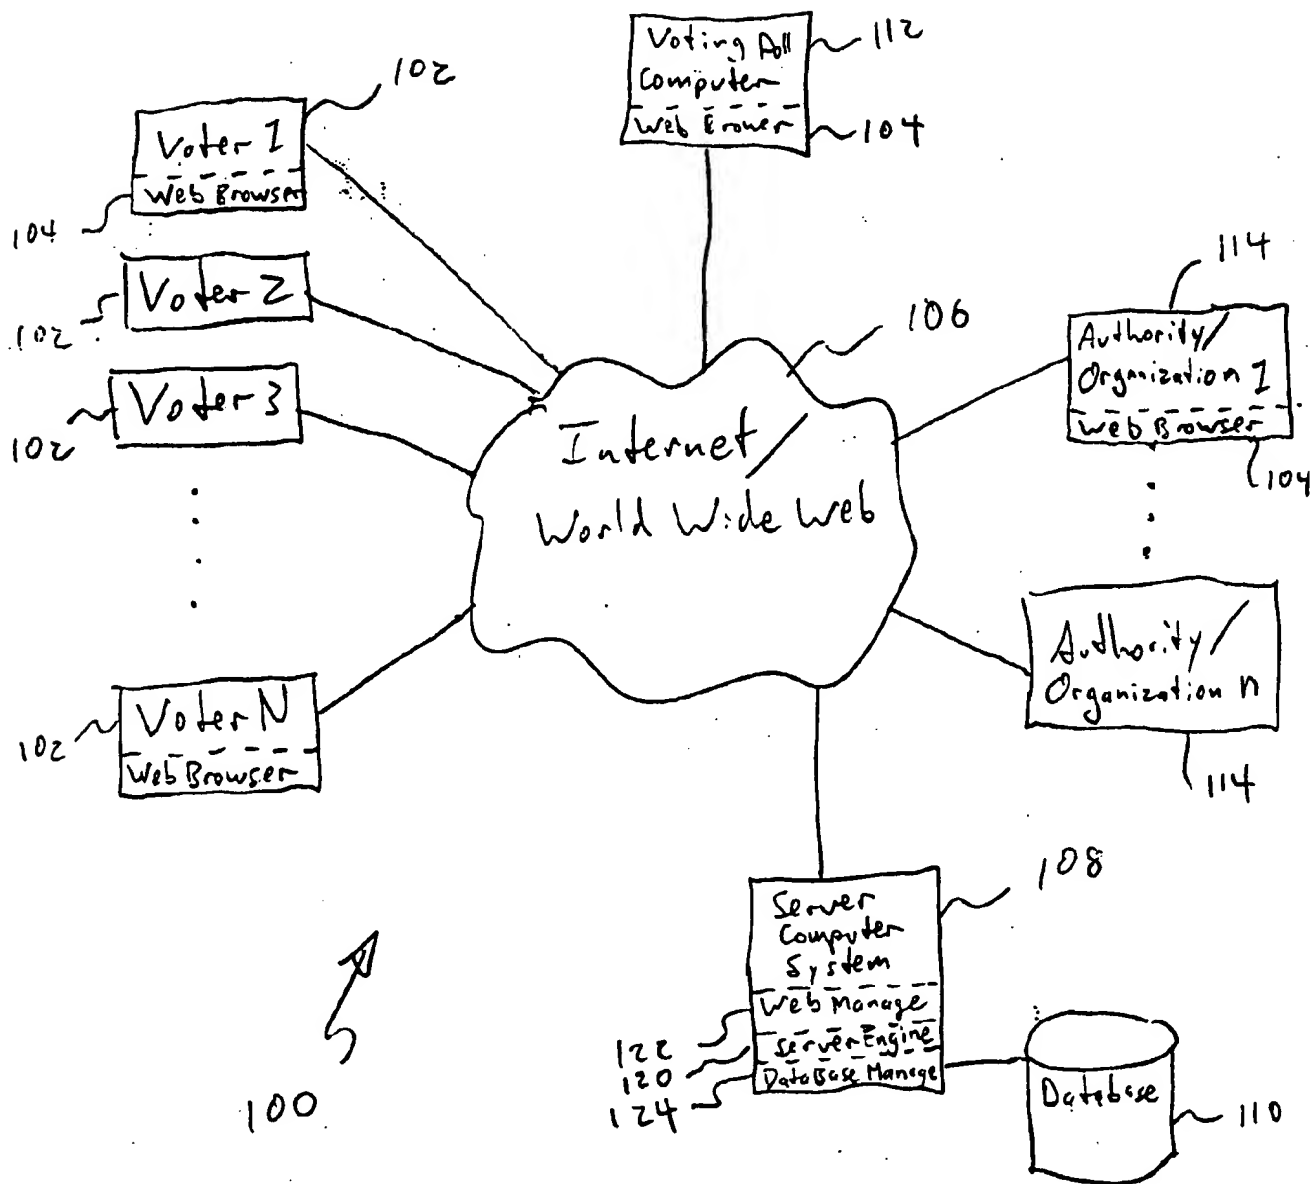 Voting Poll
Computer
Web Brower
112
104
102
Voter 1
Web Browser
104
Voter 2
102
Voter 3
102
Voter N
Web Browser
102
106
Internet /
World Wide Web
114
Authority/
Organization 1
Web Browser
104
Authority/
Organization n
114
108
Server
Computer
System
Web Manage
Server Engine
DataBase Manage
122
120
124
Database
110
100